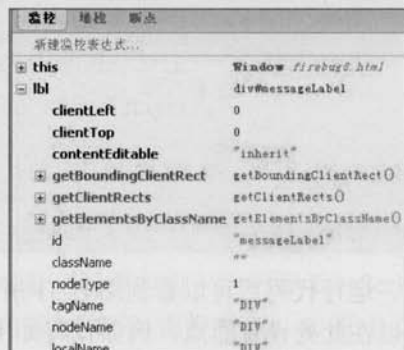 监控 堆栈 断点
新建监控表达式...
this Window firebug8.html
lbl div#messageLabel
clientLeft 0
clientTop 0
contentEditable "inherit"
getBoundingClientRect getBoundingClientRect()
getClientRects getClientRects()
getElementsByClassName getElementsByClassName()
id "messageLabel"
className ""
nodeType 1
tagName "DIV"
nodeName "DIV"
localName "DIV"